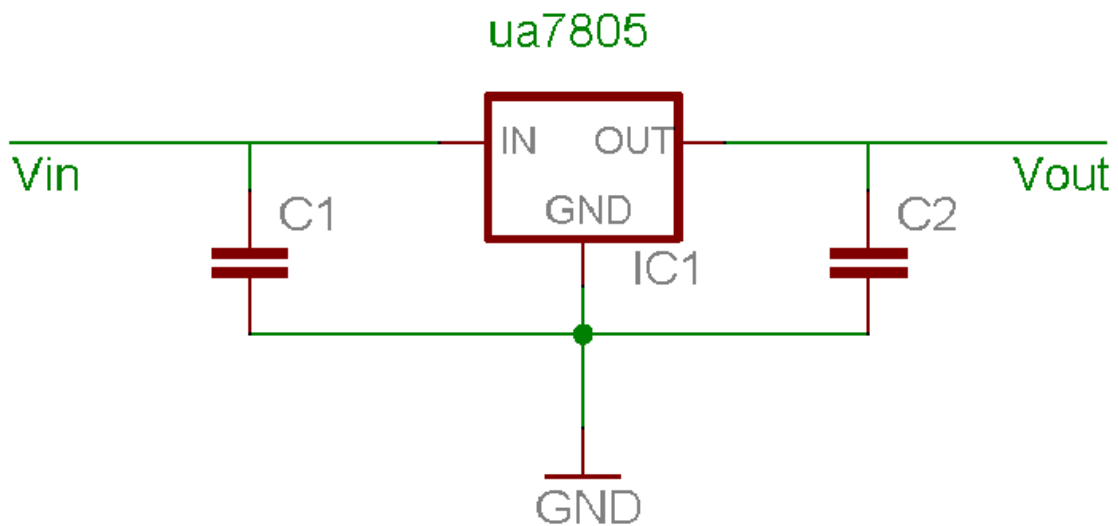 ua7805
IN OUT
Vin
Vout
GND
C1
C2
IC1
GND